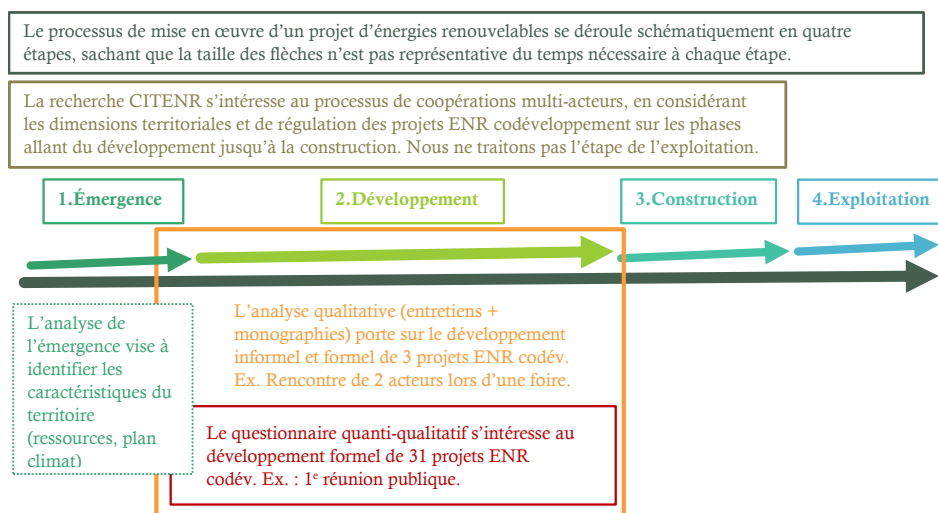 Le processus de mise en œuvre d’un projet d’énergies renouvelables se déroule schématiquement en quatre
étapes, sachant que la taille des flèches n’est pas représentative du temps nécessaire à chaque étape.
La recherche CITENR s’intéresse au processus de coopérations multi-acteurs, en considérant
les dimensions territoriales et de régulation des projets ENR codéveloppement sur les phases
allant du développement jusqu’à la construction. Nous ne traitons pas l’étape de l’exploitation.
1.Émergence
2.Développement
3.Construction
4.Exploitation
L’analyse de
l’émergence vise à
identifier les
caractéristiques du
territoire
(ressources, plan
climat)
L’analyse qualitative (entretiens +
monographies) porte sur le développement
informel et formel de 3 projets ENR codév.
Ex. Rencontre de 2 acteurs lors d’une foire.
Le questionnaire quanti-qualitatif s’intéresse au
développement formel de 31 projets ENR
codév. Ex. : 1e réunion publique.